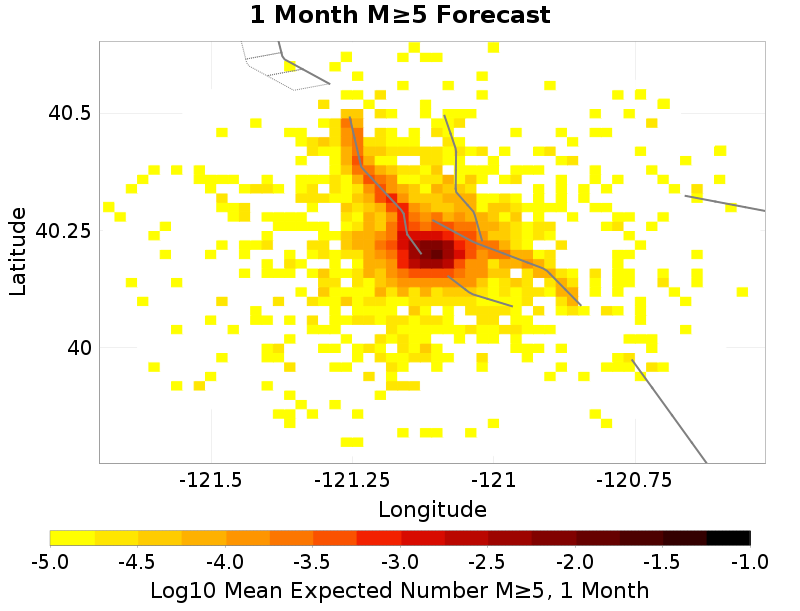 1 Month M≥5 Forecast
40.5
40.25
40
Latitude
-121.5 -121.25 -121 -120.75
Longitude
-5.0 -4.5 -4.0 -3.5 -3.0 -2.5 -2.0 -1.5 -1.0
Log10 Mean Expected Number M≥5, 1 Month